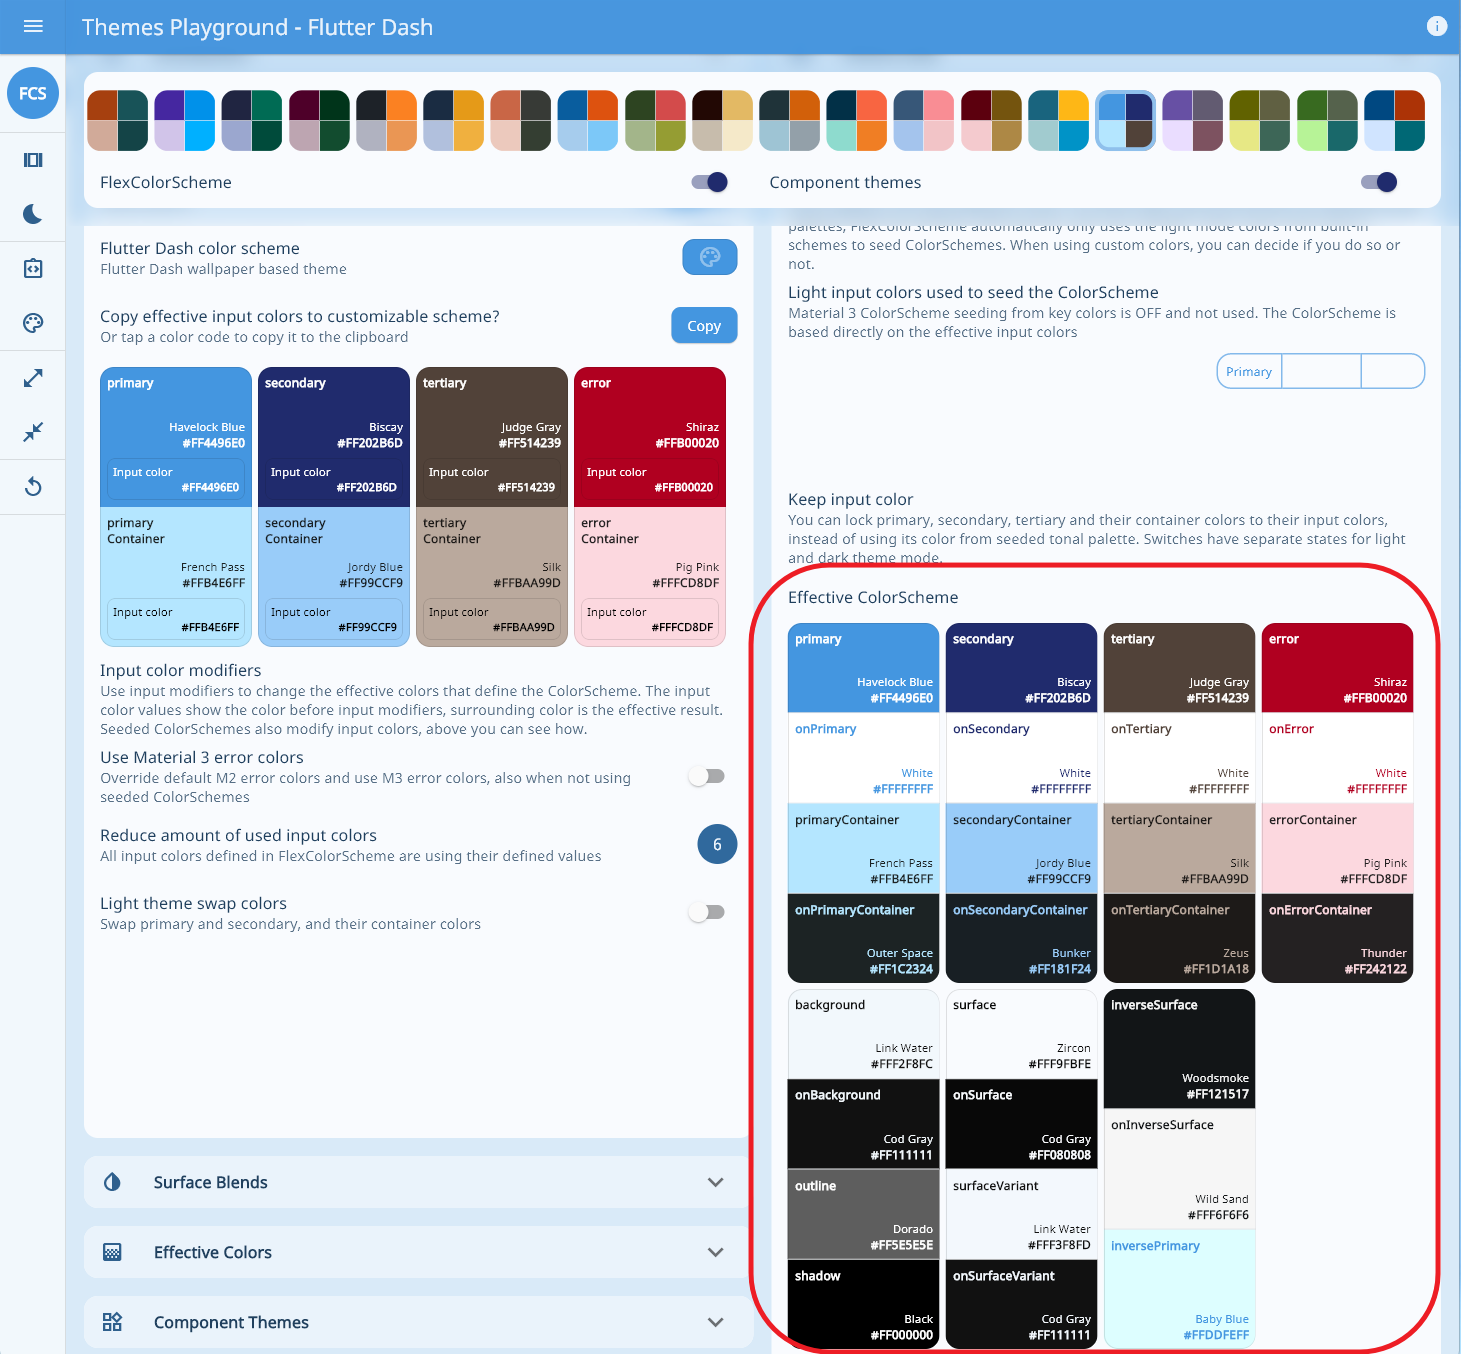 Themes Playground - Flutter Dash
FCS
FlexColorScheme
Component themes
Flutter Dash color scheme
Flutter Dash wallpaper based theme
Copy effective input colors to customizable scheme?
Or tap a color code to copy it to the clipboard
Copy
primary
Havelock Blue
#FF4496E0
Input color
#FF4496E0
secondary
Biscay
#FF202B6D
Input color
#FF202B6D
tertiary
Judge Gray
#FF514239
Input color
#FF514239
error
Shiraz
#FFB00020
Input color
#FFB00020
primary
Container
French Pass
#FFB4E6FF
Input color
#FFB4E6FF
secondary
Container
Jordy Blue
#FF99CCF9
Input color
#FF99CCF9
tertiary
Container
Silk
#FFBAA99D
Input color
#FFBAA99D
error
Container
Pig Pink
#FFFCD8DF
Input color
#FFFCD8DF
Input color modifiers
Use input modifiers to change the effective colors that define the ColorScheme. The input
color values show the color before input modifiers, surrounding color is the effective result.
Seeded ColorSchemes also modify input colors, above you can see how.
Use Material 3 error colors
Override default M2 error colors and use M3 error colors, also when not using
seeded ColorSchemes
Reduce amount of used input colors
All input colors defined in FlexColorScheme are using their defined values
6
Light theme swap colors
Swap primary and secondary, and their container colors
Surface Blends
Effective Colors
Component Themes
palettes, FlexColorScheme automatically only uses the light mode colors from built-in
schemes to seed ColorSchemes. When using custom colors, you can decide if you do so or
not.
Light input colors used to seed the ColorScheme
Material 3 ColorScheme seeding from key colors is OFF and not used. The ColorScheme is
based directly on the effective input colors
Primary
Keep input color
You can lock primary, secondary, tertiary and their container colors to their input colors,
instead of using its color from seeded tonal palette. Switches have separate states for light
and dark theme mode.
Effective ColorScheme
primary
Havelock Blue
#FF4496E0
onPrimary
White
#FFFFFFFF
primaryContainer
French Pass
#FFB4E6FF
onPrimaryContainer
Outer Space
#FF1C2324
secondary
Biscay
#FF202B6D
onSecondary
White
#FFFFFFFF
secondaryContainer
Jordy Blue
#FF99CCF9
onSecondaryContainer
Bunker
#FF181F24
tertiary
Judge Gray
#FF514239
onTertiary
White
#FFFFFFFF
tertiaryContainer
Silk
#FFBAA99D
onTertiaryContainer
Zeus
#FF1D1A18
error
Shiraz
#FFB00020
onError
White
#FFFFFFFF
errorContainer
Pig Pink
#FFFCD8DF
onErrorContainer
Thunder
#FF242122
background
Link Water
#FFF2F8FC
onBackground
Cod Gray
#FF111111
outline
Dorado
#FF5E5E5E
shadow
Black
#FF000000
surface
Zircon
#FFF9FBFE
onSurface
Cod Gray
#FF080808
surfaceVariant
Link Water
#FFF3F8FD
onSurfaceVariant
Cod Gray
#FF111111
inverseSurface
Woodsmoke
#FF121517
onInverseSurface
Wild Sand
#FFF6F6F6
inversePrimary
Baby Blue
#FFDDFEFF